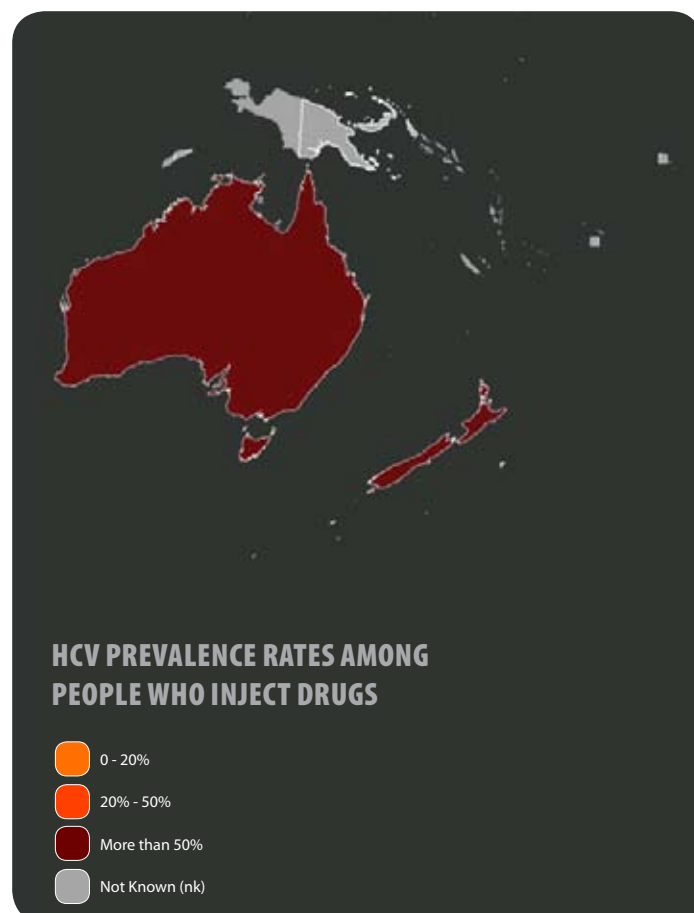 HCV PREVALENCE RATES AMONG
PEOPLE WHO INJECT DRUGS
0 - 20%
20% - 50%
More than 50%
Not Known (nk)